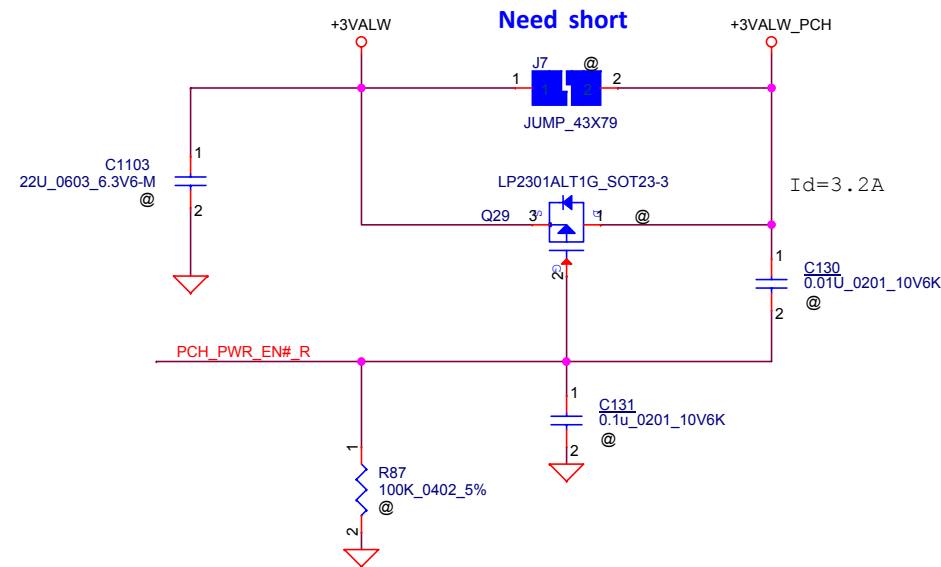 Need short
+3VALW
+3VALW_PCH
J7
@
1
1
2
2
JUMP_43X79
C1103
22U_0603_6.3V6-M
@
1
2
LP2301ALT1G_SOT23-3
Id=3.2A
Q29
3
S
D
1
@
G
2
C130
0.01U_0201_10V6K
@
1
2
PCH_PWR_EN#_R
1
C131
0.1u_0201_10V6K
@
2
1
R87
100K_0402_5%
@
2